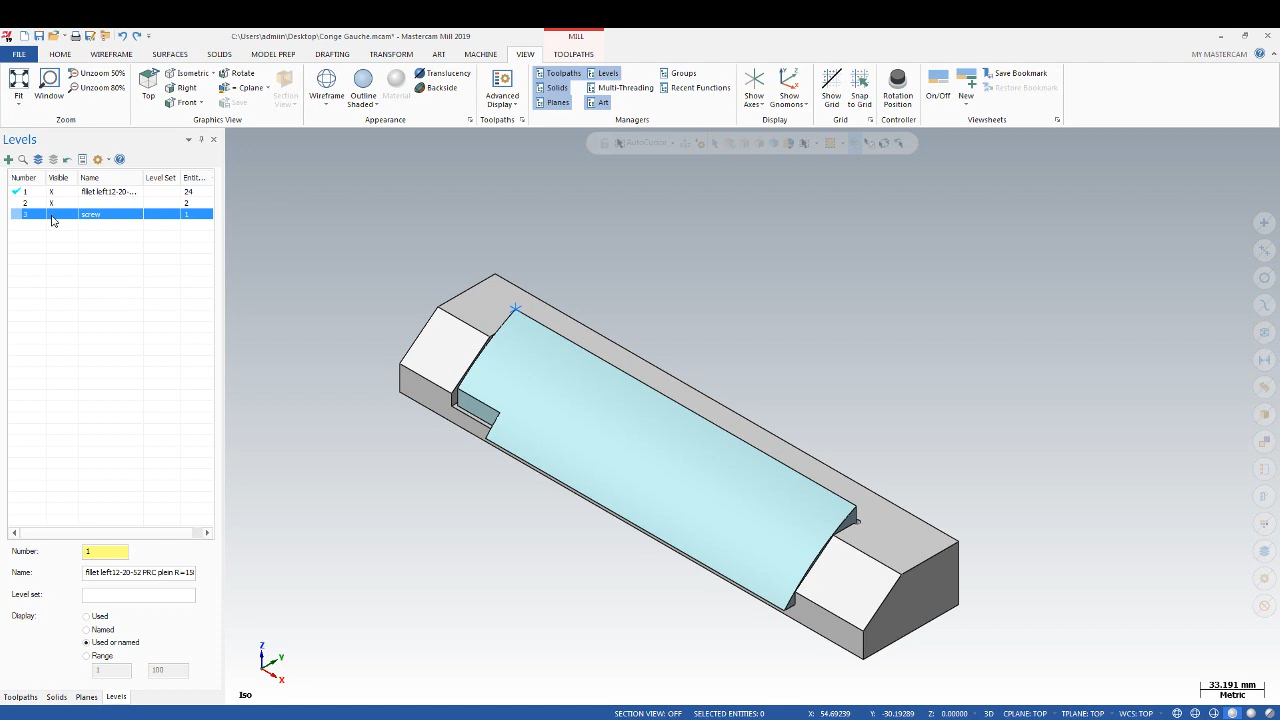 C:\Users\admiin\Desktop\Conge Gauche.mcam* - Mastercam Mill 2019
MILL
FILE HOME WIREFRAME SURFACES SOLIDS MODEL PREP DRAFTING TRANSFORM ART MACHINE VIEW TOOLPATHS MY MASTERCAM
Fit
Window
Unzoom 50%
Unzoom 80%
Zoom
Top
Isometric
Right
Front
Rotate
= Cplane
Save
Section View
Graphics View
Wireframe
Outline Shaded
Material
Translucency
Backside
Appearance
Advanced Display
Toolpaths
Toolpaths
Levels
Groups
Solids
Multi-Threading
Recent Functions
Planes
Art
Managers
Show Axes
Show Gnomons
Display
Show Grid
Snap to Grid
Grid
Rotation Position
Controller
On/Off
New
Save Bookmark
Restore Bookmark
Viewsheets
Levels
Number Visible Name Level Set Entit...
1 X fillet left12-20-... 24
2 X 2
3 screw 1
AutoCursor
Number: 1
Name: fillet left12-20-52 PRC plein R=15
Level set:
Display: Used
Named
Used or named
Range
1 100
Toolpaths Solids Planes Levels
Z
Y
X
Iso
33.191 mm
Metric
SECTION VIEW: OFF SELECTED ENTITIES: 0 X: 54.69239 Y: -30.19289 Z: 0.00000 3D CPLANE: TOP TPLANE: TOP WCS: TOP